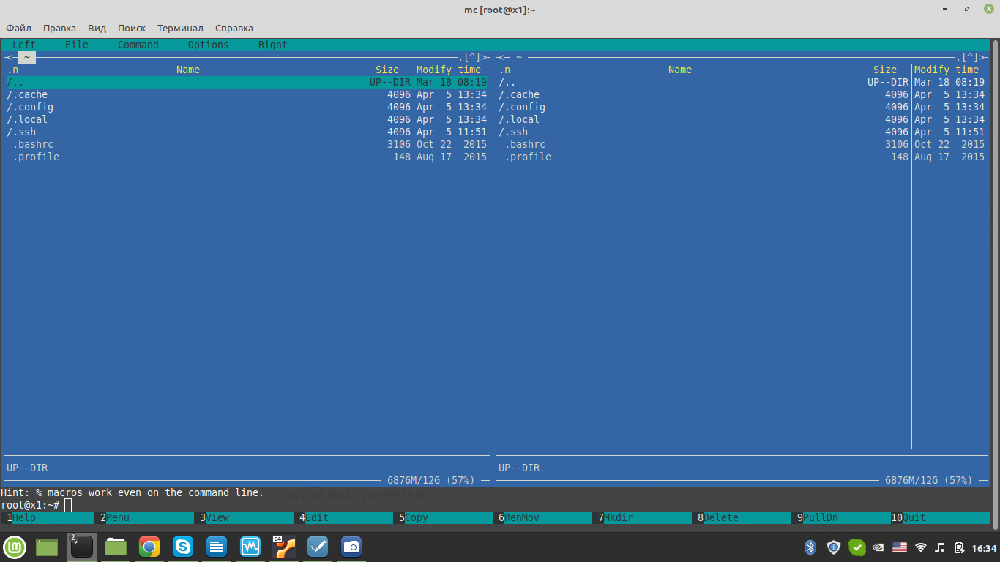 mc [root@x1]:~
Файл Правка Вид Поиск Терминал Справка
Left File Command Options Right
<─ ~ ─.[^]> <─ ~ ─.[^]>
.n Name Size Modify time .n Name Size Modify time
/.. UP--DIR Mar 18 08:19 /.. UP--DIR Mar 18 08:19
/.cache 4096 Apr 5 13:34 /.cache 4096 Apr 5 13:34
/.config 4096 Apr 5 13:34 /.config 4096 Apr 5 13:34
/.local 4096 Apr 5 13:34 /.local 4096 Apr 5 13:34
/.ssh 4096 Apr 5 11:51 /.ssh 4096 Apr 5 11:51
.bashrc 3106 Oct 22 2015 .bashrc 3106 Oct 22 2015
.profile 148 Aug 17 2015 .profile 148 Aug 17 2015
UP--DIR UP--DIR
6876M/12G (57%) 6876M/12G (57%)
Hint: % macros work even on the command line.
другой файл (screenshot).
root@x1:~#
1Help 2Menu 3View 4Edit 5Copy 6RenMov 7Mkdir 8Delete 9PullDn 10Quit
2 64 16:34